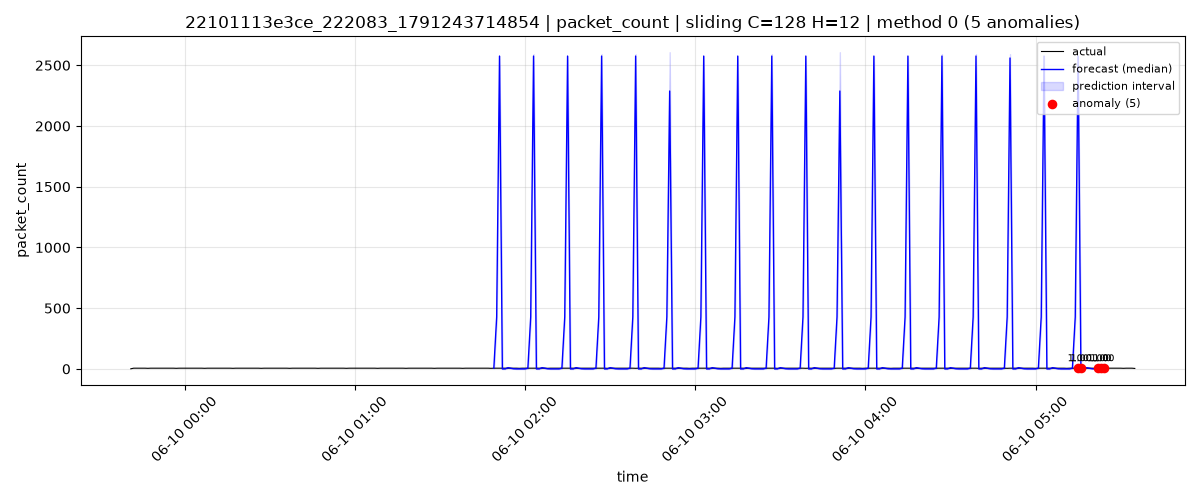 22101113e3ce_222083_1791243714854 | packet_count | sliding C=128 H=12 | method 0 (5 anomalies)
actual
forecast (median)
prediction interval
anomaly (5)
packet_count
2500
2000
1500
1000
500
0
06-10 00:00
06-10 01:00
06-10 02:00
06-10 03:00
06-10 04:00
06-10 05:00
time